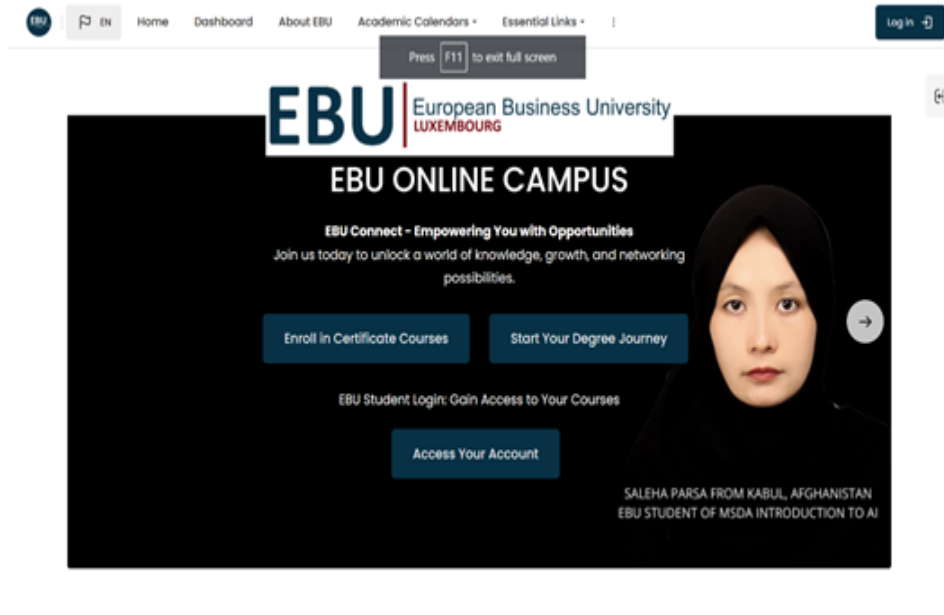 EBU
EN
Home
Dashboard
About EBU
Academic Calendars
Essential Links
Log in
Press F11 to exit full screen
EBU European Business University
LUXEMBOURG
EBU ONLINE CAMPUS
EBU Connect - Empowering You with Opportunities
Join us today to unlock a world of knowledge, growth, and networking
possibilities.
Enroll in Certificate Courses
Start Your Degree Journey
EBU Student Login: Gain Access to Your Courses
Access Your Account
SALEHA PARSA FROM KABUL, AFGHANISTAN
EBU STUDENT OF MSDA INTRODUCTION TO AI